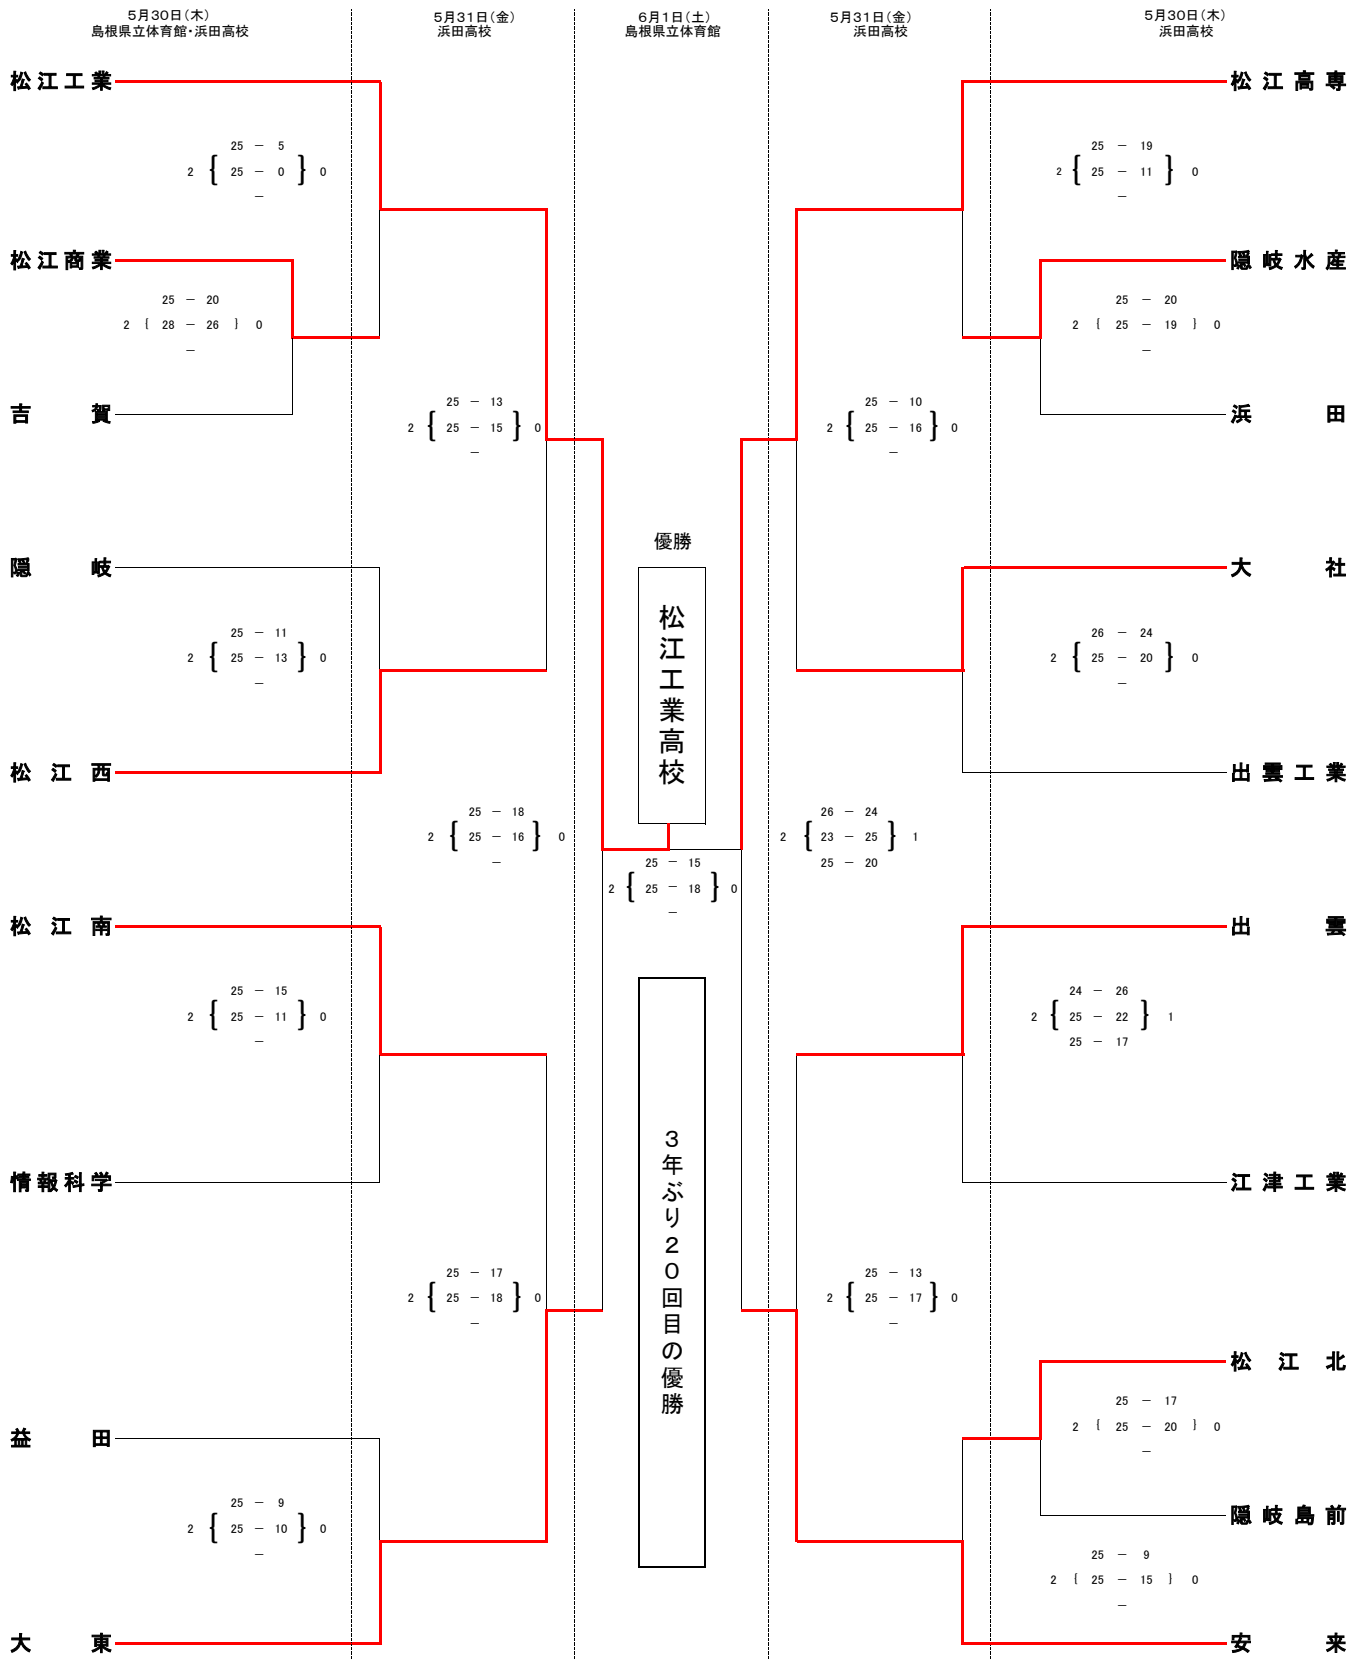 5月30日(木)
島根県立体育館・浜田高校
5月31日(金)
浜田高校
6月1日(土)
島根県立体育館
5月31日(金)
浜田高校
5月30日(木)
浜田高校
松江工業
松江高専
25 － 5
2 { 25 － 0 } 0
－
25 － 19
2 { 25 － 11 } 0
－
松江商業
隠岐水産
25 － 20
2 { 28 － 26 } 0
－
25 － 20
2 { 25 － 19 } 0
－
吉賀
浜田
25 － 13
2 { 25 － 15 } 0
－
25 － 10
2 { 25 － 16 } 0
－
優勝
松江工業高校
隠岐
大社
25 － 11
2 { 25 － 13 } 0
－
26 － 24
2 { 25 － 20 } 0
－
松江西
出雲工業
25 － 18
2 { 25 － 16 } 0
－
26 － 24
2 { 23 － 25 } 1
25 － 20
25 － 15
2 { 25 － 18 } 0
－
松江南
出雲
25 － 15
2 { 25 － 11 } 0
－
24 － 26
2 { 25 － 22 } 1
25 － 17
3年ぶり20回目の優勝
情報科学
江津工業
25 － 17
2 { 25 － 18 } 0
－
25 － 13
2 { 25 － 17 } 0
－
松江北
25 － 17
2 { 25 － 20 } 0
－
益田
隠岐島前
25 － 9
2 { 25 － 10 } 0
－
25 － 9
2 { 25 － 15 } 0
－
大東
安来